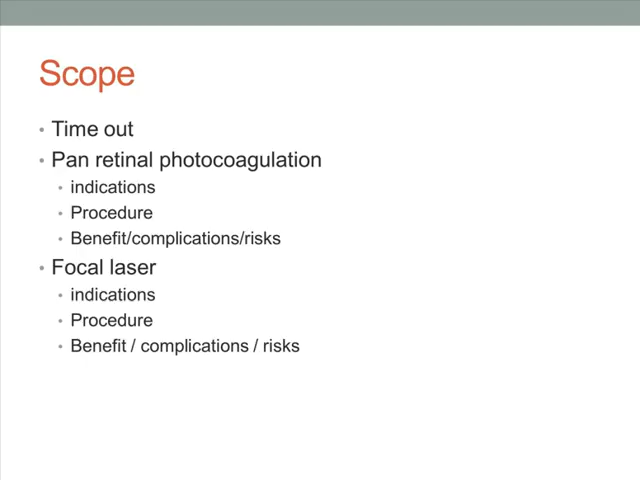 Scope
• Time out
• Pan retinal photocoagulation
• indications
• Procedure
• Benefit/complications/risks
• Focal laser
• indications
• Procedure
• Benefit / complications / risks